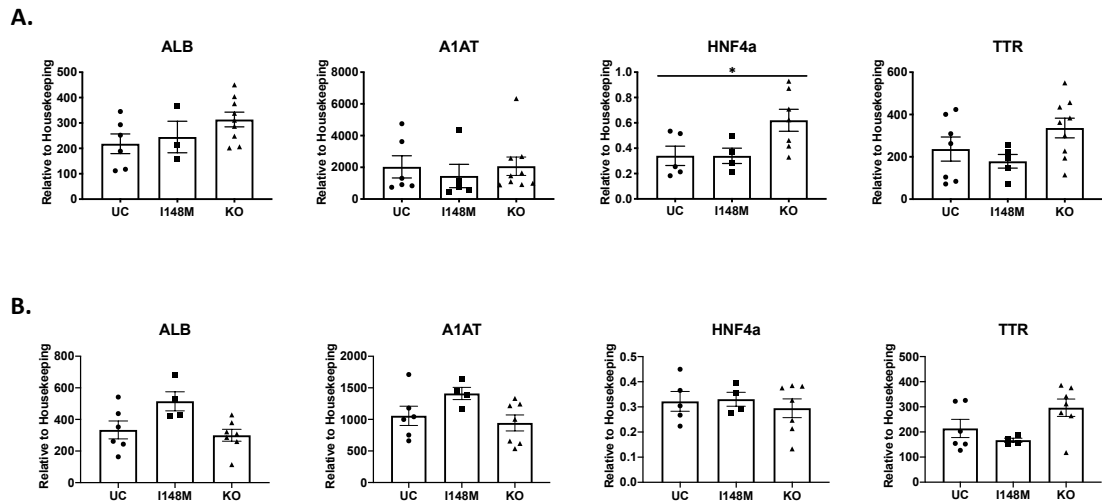 A.
ALB
Relative to Housekeeping
500
400
300
200
100
0
UC I148M KO
A1AT
Relative to Housekeeping
8000
6000
4000
2000
0
UC I148M KO
HNF4a
Relative to Housekeeping
1.0
0.8
0.6
0.4
0.2
0.0
*
UC I148M KO
TTR
Relative to Housekeeping
600
400
200
0
UC I148M KO
B.
ALB
Relative to Housekeeping
800
600
400
200
0
UC I148M KO
A1AT
Relative to Housekeeping
2000
1500
1000
500
0
UC I148M KO
HNF4a
Relative to Housekeeping
0.5
0.4
0.3
0.2
0.1
0.0
UC I148M KO
TTR
Relative to Housekeeping
500
400
300
200
100
0
UC I148M KO